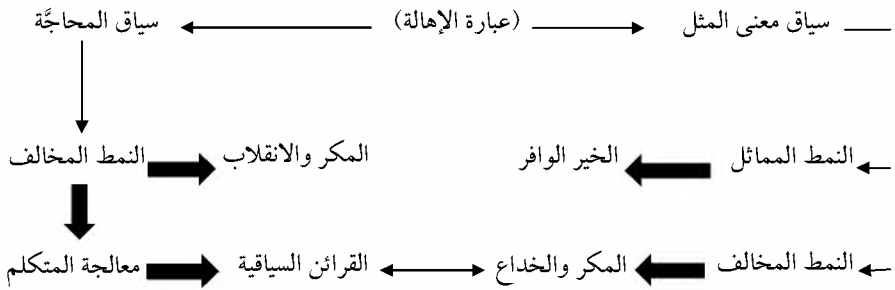 سياق معنى المثل (عبارة الإهالة) سياق المحاجَّة
النمط المماثل الخير الوافر المكر والانقلاب النمط المخالف
النمط المخالف المكر والخداع القرائن السياقية معالجة المتكلم